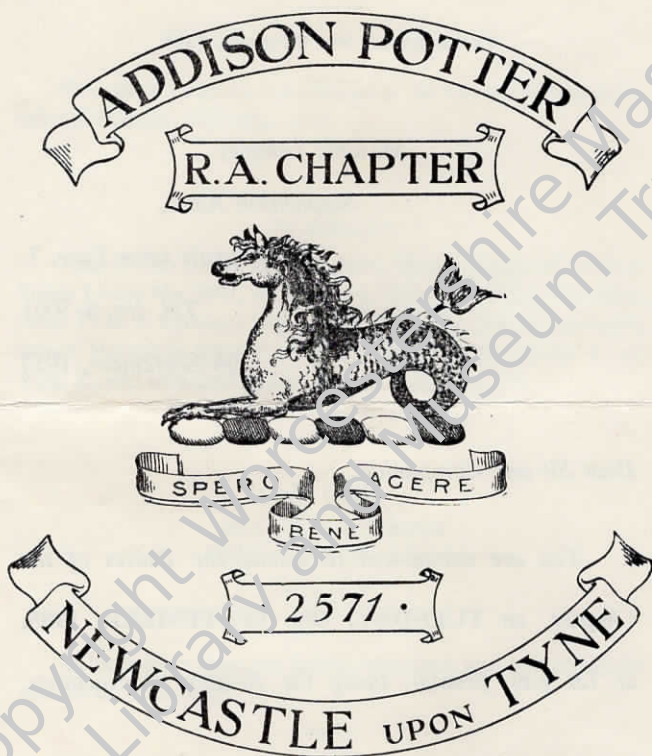 ADDISON POTTER
R.A. CHAPTER
SPERO
BENE
AGERE
· 2571 ·
NEWCASTLE UPON TYNE
Copyright Worcestershire
Library and Museum